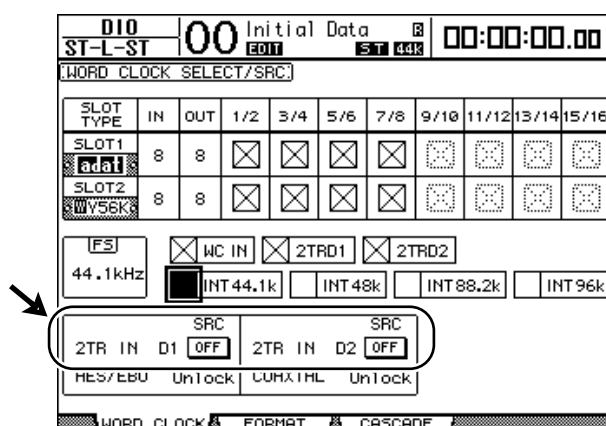 DIO
ST-L-ST
00 Initial Data
EDIT ST 44k
00:00:00.00
WORD CLOCK SELECT/SRC
SLOT TYPE IN OUT 1/2 3/4 5/6 7/8 9/10 11/12 13/14 15/16
SLOT1 adat 8 8
SLOT2 WY56K 8 8
FS
44.1kHz
WC IN 2TRD1 2TRD2
INT44.1k INT48k INT88.2k INT96k
SRC SRC
2TR IN D1 OFF 2TR IN D2 OFF
AES/EBU Unlock COAXIAL Unlock
WORD CLOCK FORMAT CASCADE